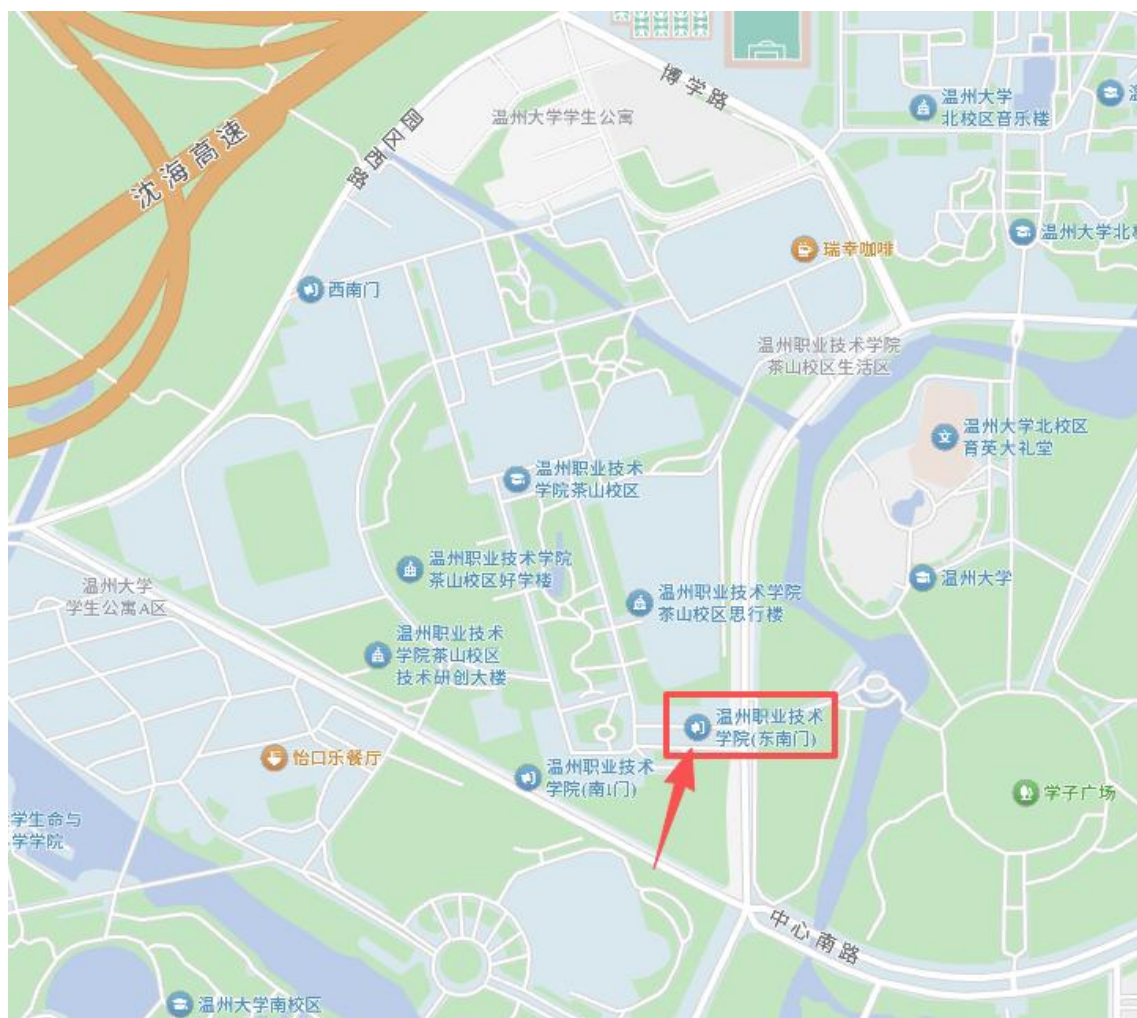 博学路
温州大学
北校区音乐楼
温州大学学生公寓
园区西路
沈海高速
温州大学北校
瑞幸咖啡
西南门
温州职业技术学院
茶山校区生活区
温州大学北校区
育英大礼堂
温州职业技术
学院茶山校区
温州职业技术学院
茶山校区好学楼
温州大学
温州大学
学生公寓A区
温州职业技术学院
茶山校区思行楼
温州职业技术
学院茶山校区
技术研创大楼
温州职业技术
学院(东南门)
怡口乐餐厅
温州职业技术
学院(南1门)
学子广场
学生命与
学学院
中心南路
温州大学南校区